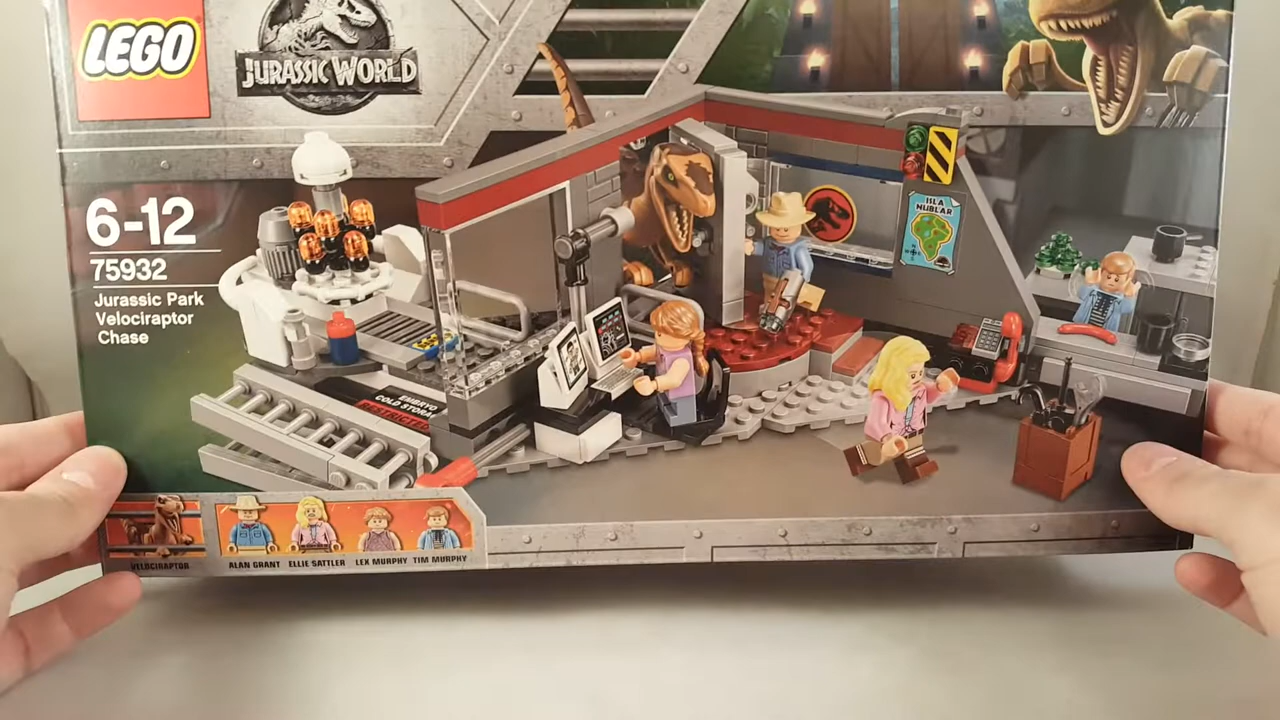 LEGO
JURASSIC WORLD
6-12
75932
Jurassic Park
Velociraptor
Chase
ISLA
NUBLAR
EMBRYO
COLD STORAGE
RESTRICTED
VELOCIRAPTOR
ALAN GRANT
ELLIE SATTLER
LEX MURPHY
TIM MURPHY